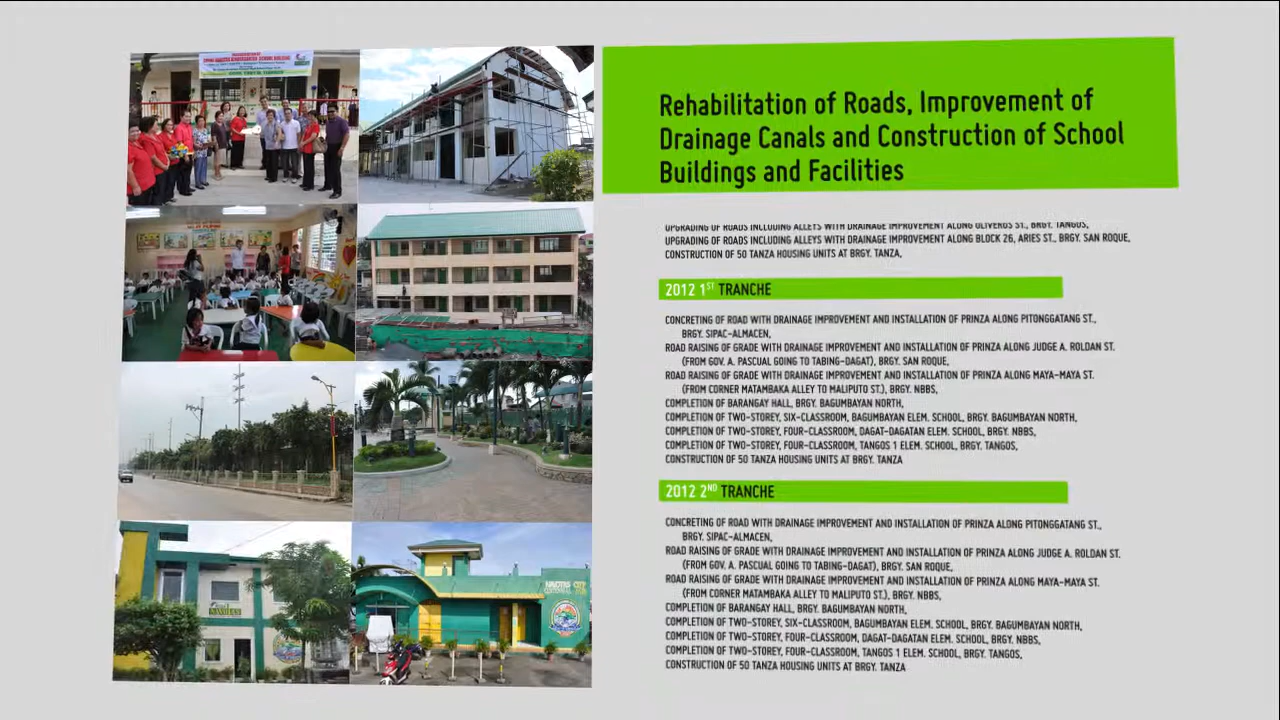 Rehabilitation of Roads, Improvement of
Drainage Canals and Construction of School
Buildings and Facilities
UPGRADING OF ROADS INCLUDING ALLEYS WITH DRAINAGE IMPROVEMENT ALONG OLIVEROS ST., BRGY. TANGOS,
UPGRADING OF ROADS INCLUDING ALLEYS WITH DRAINAGE IMPROVEMENT ALONG BLOCK 26, ARIES ST., BRGY. SAN ROQUE,
CONSTRUCTION OF 50 TANZA HOUSING UNITS AT BRGY. TANZA,
2012 1ST TRANCHE
CONCRETING OF ROAD WITH DRAINAGE IMPROVEMENT AND INSTALLATION OF PRINZA ALONG PITONGGATANG ST.,
BRGY. SIPAC-ALMACEN,
ROAD RAISING OF GRADE WITH DRAINAGE IMPROVEMENT AND INSTALLATION OF PRINZA ALONG JUDGE A. ROLDAN ST.
(FROM GOV. A. PASCUAL GOING TO TABING-DAGAT), BRGY. SAN ROQUE,
ROAD RAISING OF GRADE WITH DRAINAGE IMPROVEMENT AND INSTALLATION OF PRINZA ALONG MAYA-MAYA ST.
(FROM CORNER MATAMBAKA ALLEY TO MALIPUTO ST.), BRGY. NBBS,
COMPLETION OF BARANGAY HALL, BRGY. BAGUMBAYAN NORTH,
COMPLETION OF TWO-STOREY, SIX-CLASSROOM, BAGUMBAYAN ELEM. SCHOOL, BRGY. BAGUMBAYAN NORTH,
COMPLETION OF TWO-STOREY, FOUR-CLASSROOM, DAGAT-DAGATAN ELEM. SCHOOL, BRGY. NBBS,
COMPLETION OF TWO-STOREY, FOUR-CLASSROOM, TANGOS 1 ELEM. SCHOOL, BRGY. TANGOS,
CONSTRUCTION OF 50 TANZA HOUSING UNITS AT BRGY. TANZA
2012 2ND TRANCHE
CONCRETING OF ROAD WITH DRAINAGE IMPROVEMENT AND INSTALLATION OF PRINZA ALONG PITONGGATANG ST.,
BRGY. SIPAC-ALMACEN,
ROAD RAISING OF GRADE WITH DRAINAGE IMPROVEMENT AND INSTALLATION OF PRINZA ALONG JUDGE A. ROLDAN ST.
(FROM GOV. A. PASCUAL GOING TO TABING-DAGAT), BRGY. SAN ROQUE,
ROAD RAISING OF GRADE WITH DRAINAGE IMPROVEMENT AND INSTALLATION OF PRINZA ALONG MAYA-MAYA ST.
(FROM CORNER MATAMBAKA ALLEY TO MALIPUTO ST.), BRGY. NBBS,
COMPLETION OF BARANGAY HALL, BRGY. BAGUMBAYAN NORTH,
COMPLETION OF TWO-STOREY, SIX-CLASSROOM, BAGUMBAYAN ELEM. SCHOOL, BRGY. BAGUMBAYAN NORTH,
COMPLETION OF TWO-STOREY, FOUR-CLASSROOM, DAGAT-DAGATAN ELEM. SCHOOL, BRGY. NBBS,
COMPLETION OF TWO-STOREY, FOUR-CLASSROOM, TANGOS 1 ELEM. SCHOOL, BRGY. TANGOS,
CONSTRUCTION OF 50 TANZA HOUSING UNITS AT BRGY. TANZA
NAVOTAS
NAVOTAS CITY